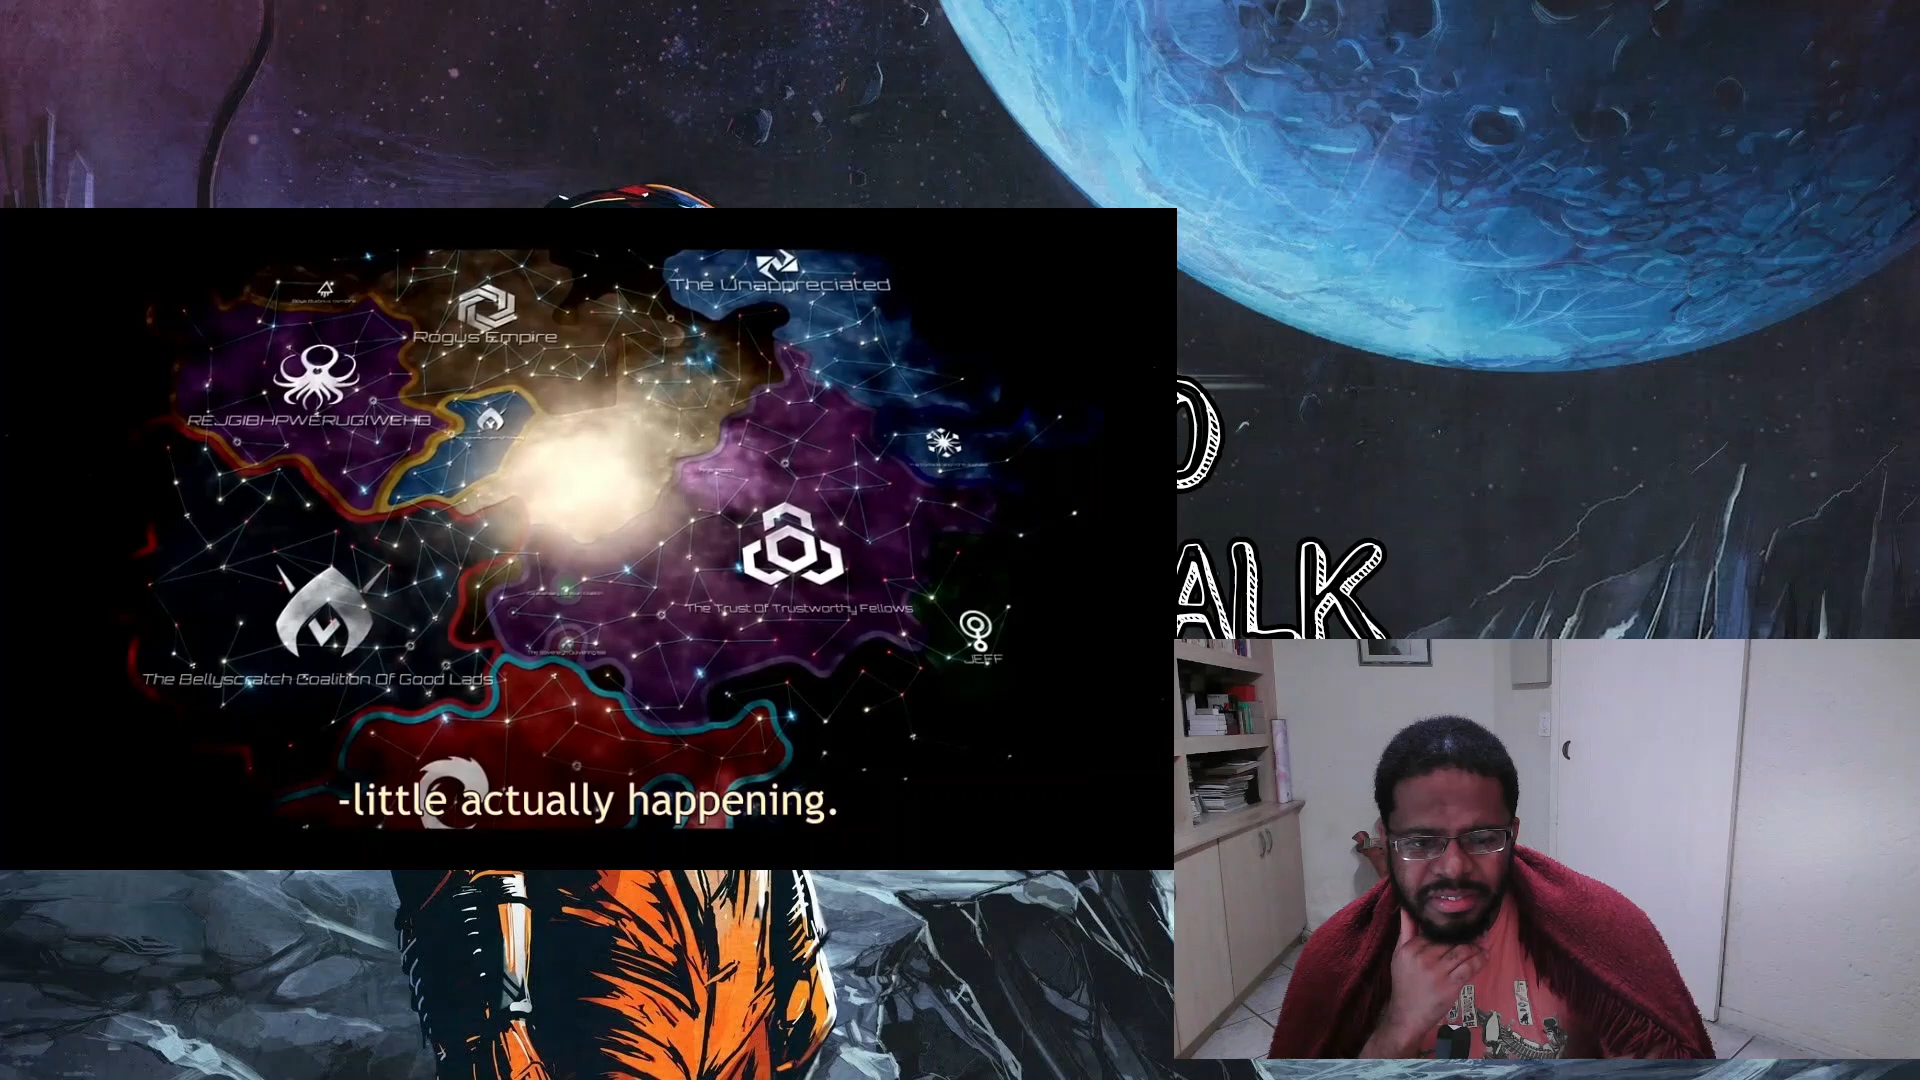 The Unappreciated
Rogus Empire
REJGIBHPWERUGIWEHB
The Trust Of Trustworthy Fellows
JEFF
The Bellyscratch Coalition Of Good Lads
-little actually happening.
ALK